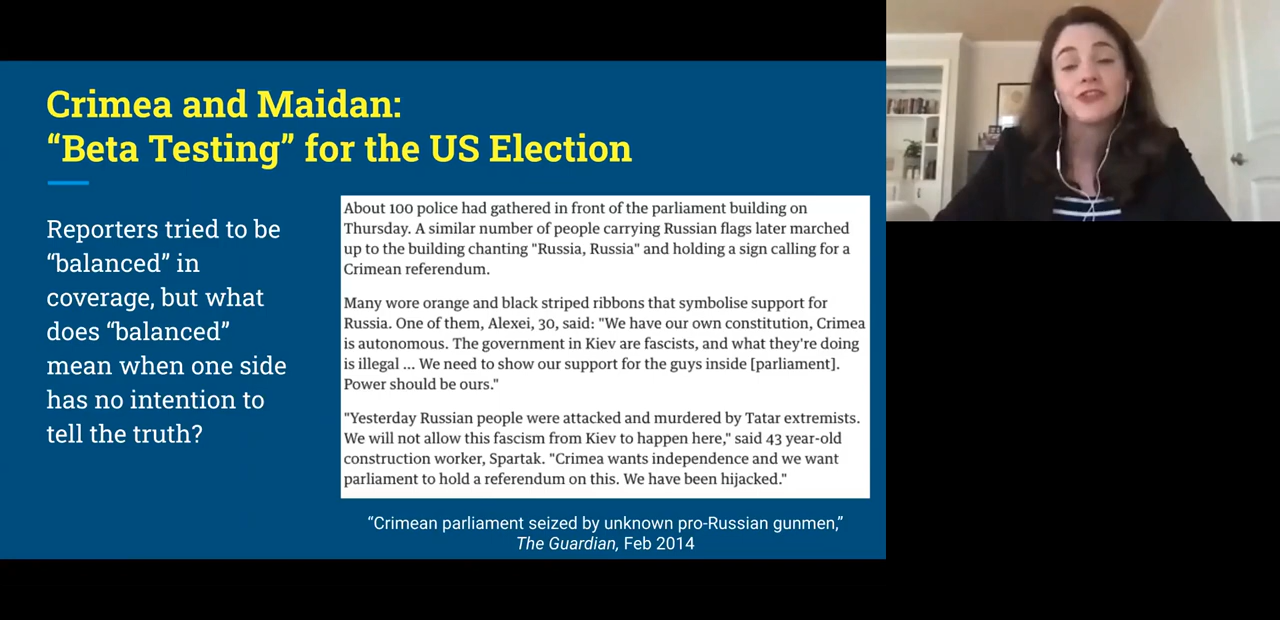 Crimea and Maidan:
“Beta Testing” for the US Election
Reporters tried to be
“balanced” in
coverage, but what
does “balanced”
mean when one side
has no intention to
tell the truth?
About 100 police had gathered in front of the parliament building on
Thursday. A similar number of people carrying Russian flags later marched
up to the building chanting "Russia, Russia" and holding a sign calling for a
Crimean referendum.
Many wore orange and black striped ribbons that symbolise support for
Russia. One of them, Alexei, 30, said: "We have our own constitution, Crimea
is autonomous. The government in Kiev are fascists, and what they're doing
is illegal ... We need to show our support for the guys inside [parliament].
Power should be ours."
"Yesterday Russian people were attacked and murdered by Tatar extremists.
We will not allow this fascism from Kiev to happen here," said 43 year-old
construction worker, Spartak. "Crimea wants independence and we want
parliament to hold a referendum on this. We have been hijacked."
“Crimean parliament seized by unknown pro-Russian gunmen,”
The Guardian, Feb 2014